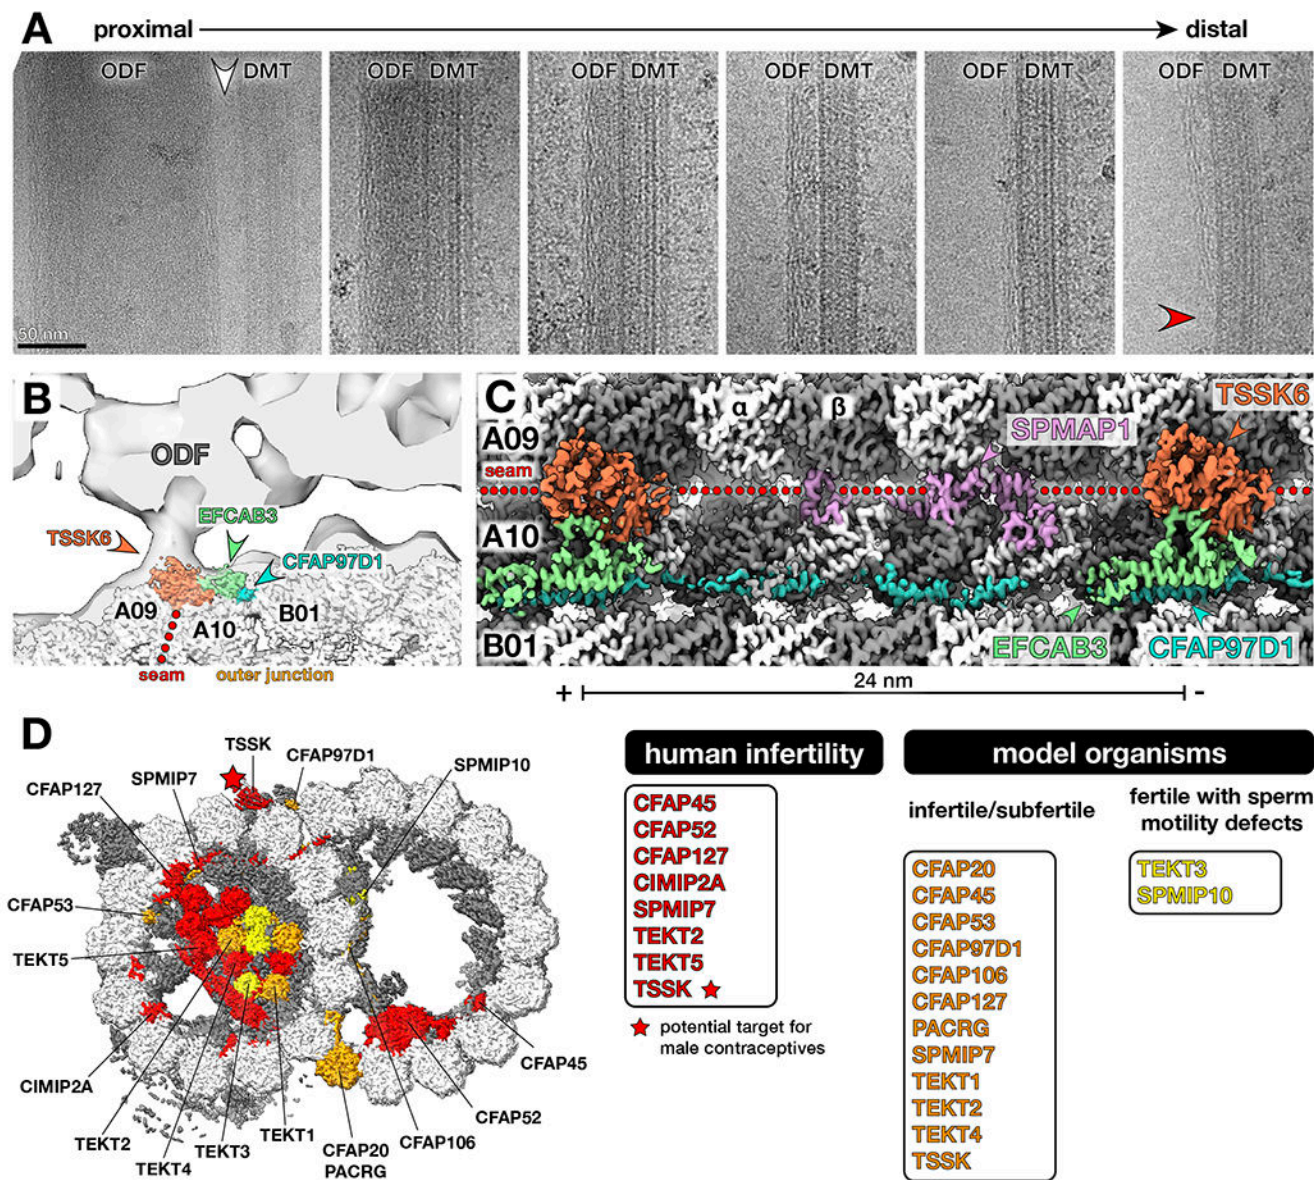 A
proximal
distal
ODF
DMT
ODF DMT
ODF DMT
ODF DMT
ODF DMT
ODF DMT
50 nm
B
ODF
TSSK6
EFCAB3
CFAP97D1
A09
A10
B01
seam
outer junction
C
α
β
TSSK6
A09
SPMAP1
seam
A10
B01
EFCAB3
CFAP97D1
+
24 nm
-
D
TSSK
CFAP97D1
SPMIP7
SPMIP10
CFAP127
CFAP53
TEKT5
CIMIP2A
TEKT2
TEKT4
TEKT3
TEKT1
CFAP20
PACRG
CFAP106
CFAP52
CFAP45
human infertility
CFAP45
CFAP52
CFAP127
CIMIP2A
SPMIP7
TEKT2
TEKT5
TSSK ★
★ potential target for
male contraceptives
model organisms
infertile/subfertile
CFAP20
CFAP45
CFAP53
CFAP97D1
CFAP106
CFAP127
PACRG
SPMIP7
TEKT1
TEKT2
TEKT4
TSSK
fertile with sperm
motility defects
TEKT3
SPMIP10